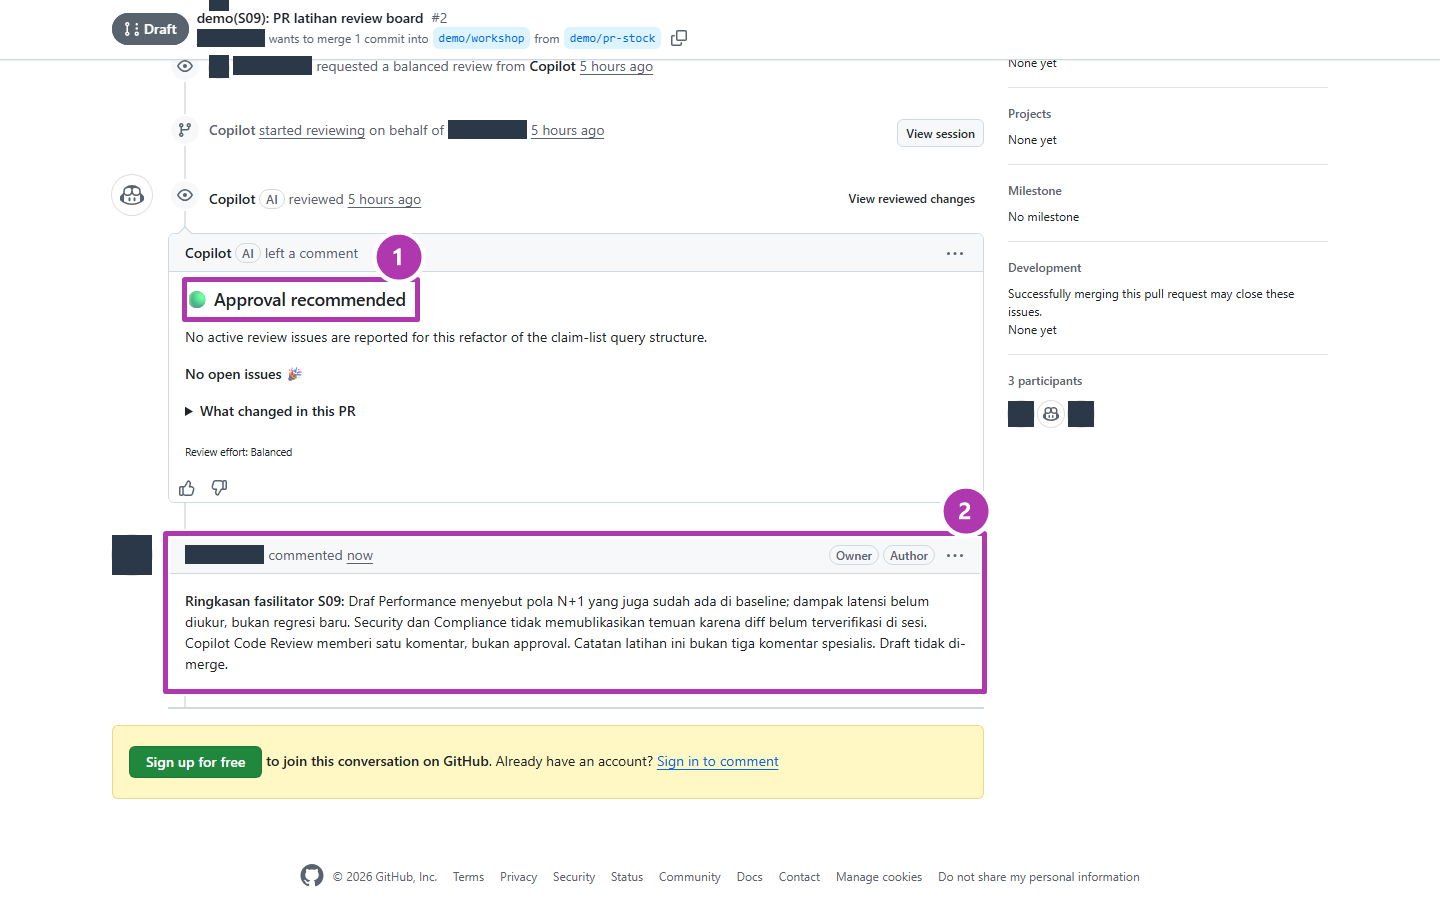 Draft
demo(S09): PR latihan review board #2
wants to merge 1 commit into demo/workshop from demo/pr-stock
requested a balanced review from Copilot 5 hours ago
Copilot started reviewing on behalf of 5 hours ago
View session
Copilot AI reviewed 5 hours ago
View reviewed changes
Copilot AI left a comment
1
Approval recommended
No active review issues are reported for this refactor of the claim-list query structure.
No open issues 🎉
What changed in this PR
Review effort: Balanced
2
commented now
Owner
Author
Ringkasan fasilitator S09: Draf Performance menyebut pola N+1 yang juga sudah ada di baseline; dampak latensi belum
diukur, bukan regresi baru. Security dan Compliance tidak memublikasikan temuan karena diff belum terverifikasi di sesi.
Copilot Code Review memberi satu komentar, bukan approval. Catatan latihan ini bukan tiga komentar spesialis. Draft tidak di-
merge.
Sign up for free to join this conversation on GitHub. Already have an account? Sign in to comment
None yet
Projects
None yet
Milestone
No milestone
Development
Successfully merging this pull request may close these
issues.
None yet
3 participants
© 2026 GitHub, Inc. Terms Privacy Security Status Community Docs Contact Manage cookies Do not share my personal information